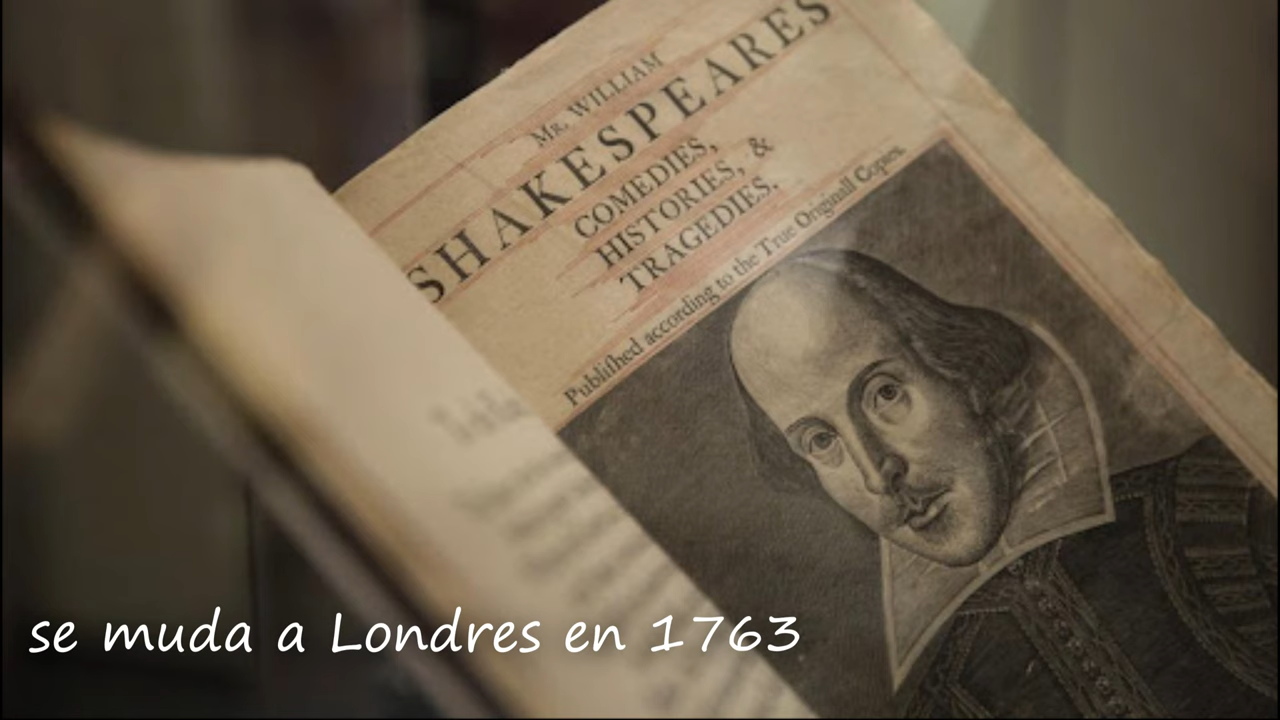 Mr. WILLIAM
SHAKESPEARES
COMEDIES,
HISTORIES, &
TRAGEDIES.
Publiſhed according to the True Originall Copies.
se muda a Londres en 1763